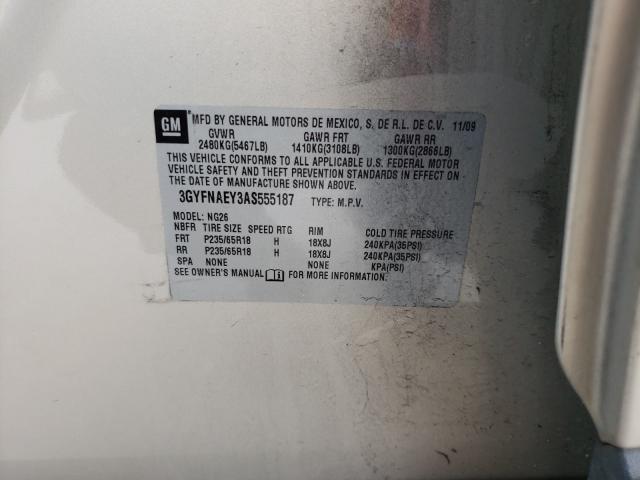 GM
MFD BY GENERAL MOTORS DE MEXICO, S. DE R.L. DE C.V. 11/09
GVWR GAWR FRT GAWR RR
2480KG(5467LB) 1410KG(3108LB) 1300KG(2866LB)
THIS VEHICLE CONFORMS TO ALL APPLICABLE U.S. FEDERAL MOTOR
VEHICLE SAFETY AND THEFT PREVENTION STANDARDS IN EFFECT
ON THE DATE OF MANUFACTURE SHOWN ABOVE.
3GYFNAEY3AS555187 TYPE: M.P.V.
MODEL: NG26
NBFR TIRE SIZE SPEED RTG RIM COLD TIRE PRESSURE
FRT P235/65R18 H 18X8J 240KPA(35PSI)
RR P235/65R18 H 18X8J 240KPA(35PSI)
SPA NONE NONE KPA(PSI)
SEE OWNER'S MANUAL FOR MORE INFORMATION.